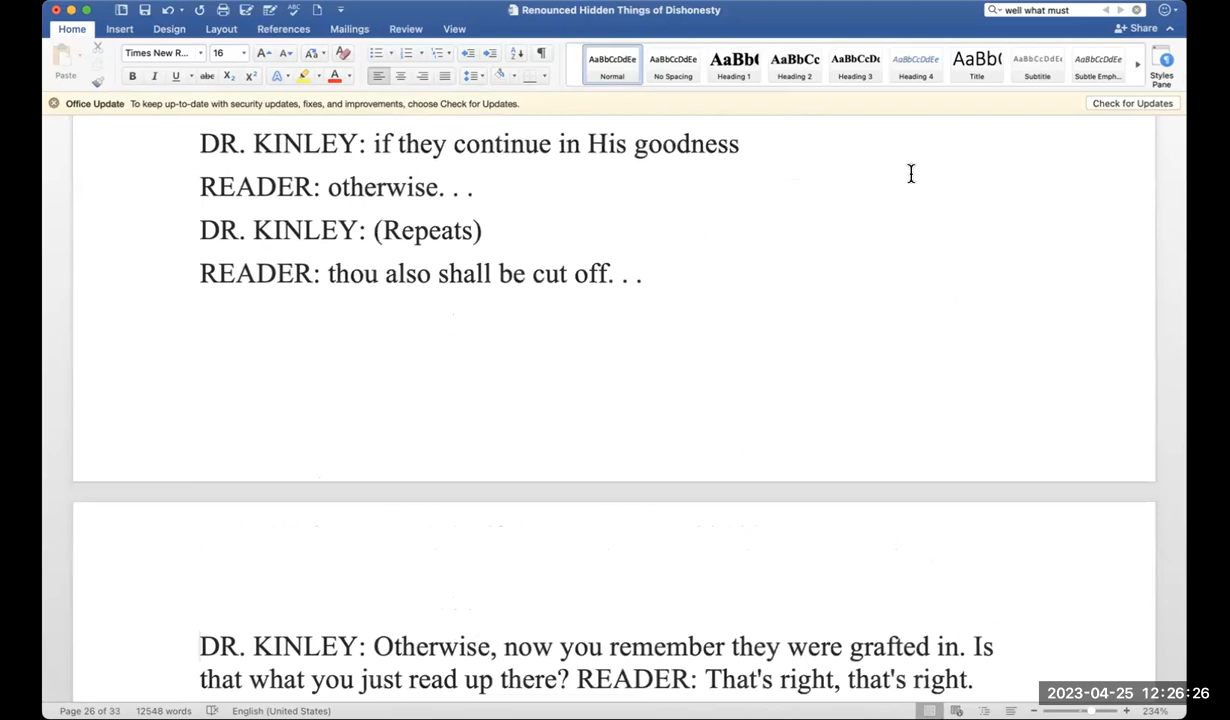 Renounced Hidden Things of Dishonesty
well what must
Home Insert Design Layout References Mailings Review View
Share
Paste
Times New R... 16
AaBbCcDdEe AaBbCcDdEe AaBb( AaBbCc AaBbCcDc AaBbCcDdEe AaBb( AaBbCcDdEe AaBbCcDdEe
Normal No Spacing Heading 1 Heading 2 Heading 3 Heading 4 Title Subtitle Subtle Emph...
Styles
Pane
Office Update To keep up-to-date with security updates, fixes, and improvements, choose Check for Updates.
Check for Updates
DR. KINLEY: if they continue in His goodness
READER: otherwise. . .
DR. KINLEY: (Repeats)
READER: thou also shall be cut off. . .
DR. KINLEY: Otherwise, now you remember they were grafted in. Is
that what you just read up there? READER: That's right, that's right.
Page 26 of 33 12548 words English (United States)
234%
2023-04-25 12:26:26